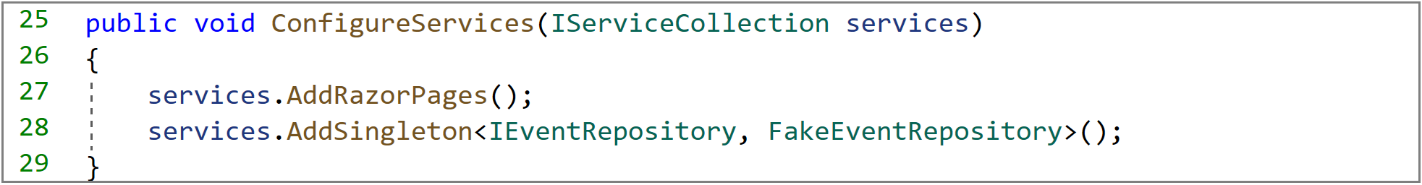 25 public void ConfigureServices(IServiceCollection services)
26 {
27 services.AddRazorPages();
28 services.AddSingleton<IEventRepository, FakeEventRepository>();
29 }